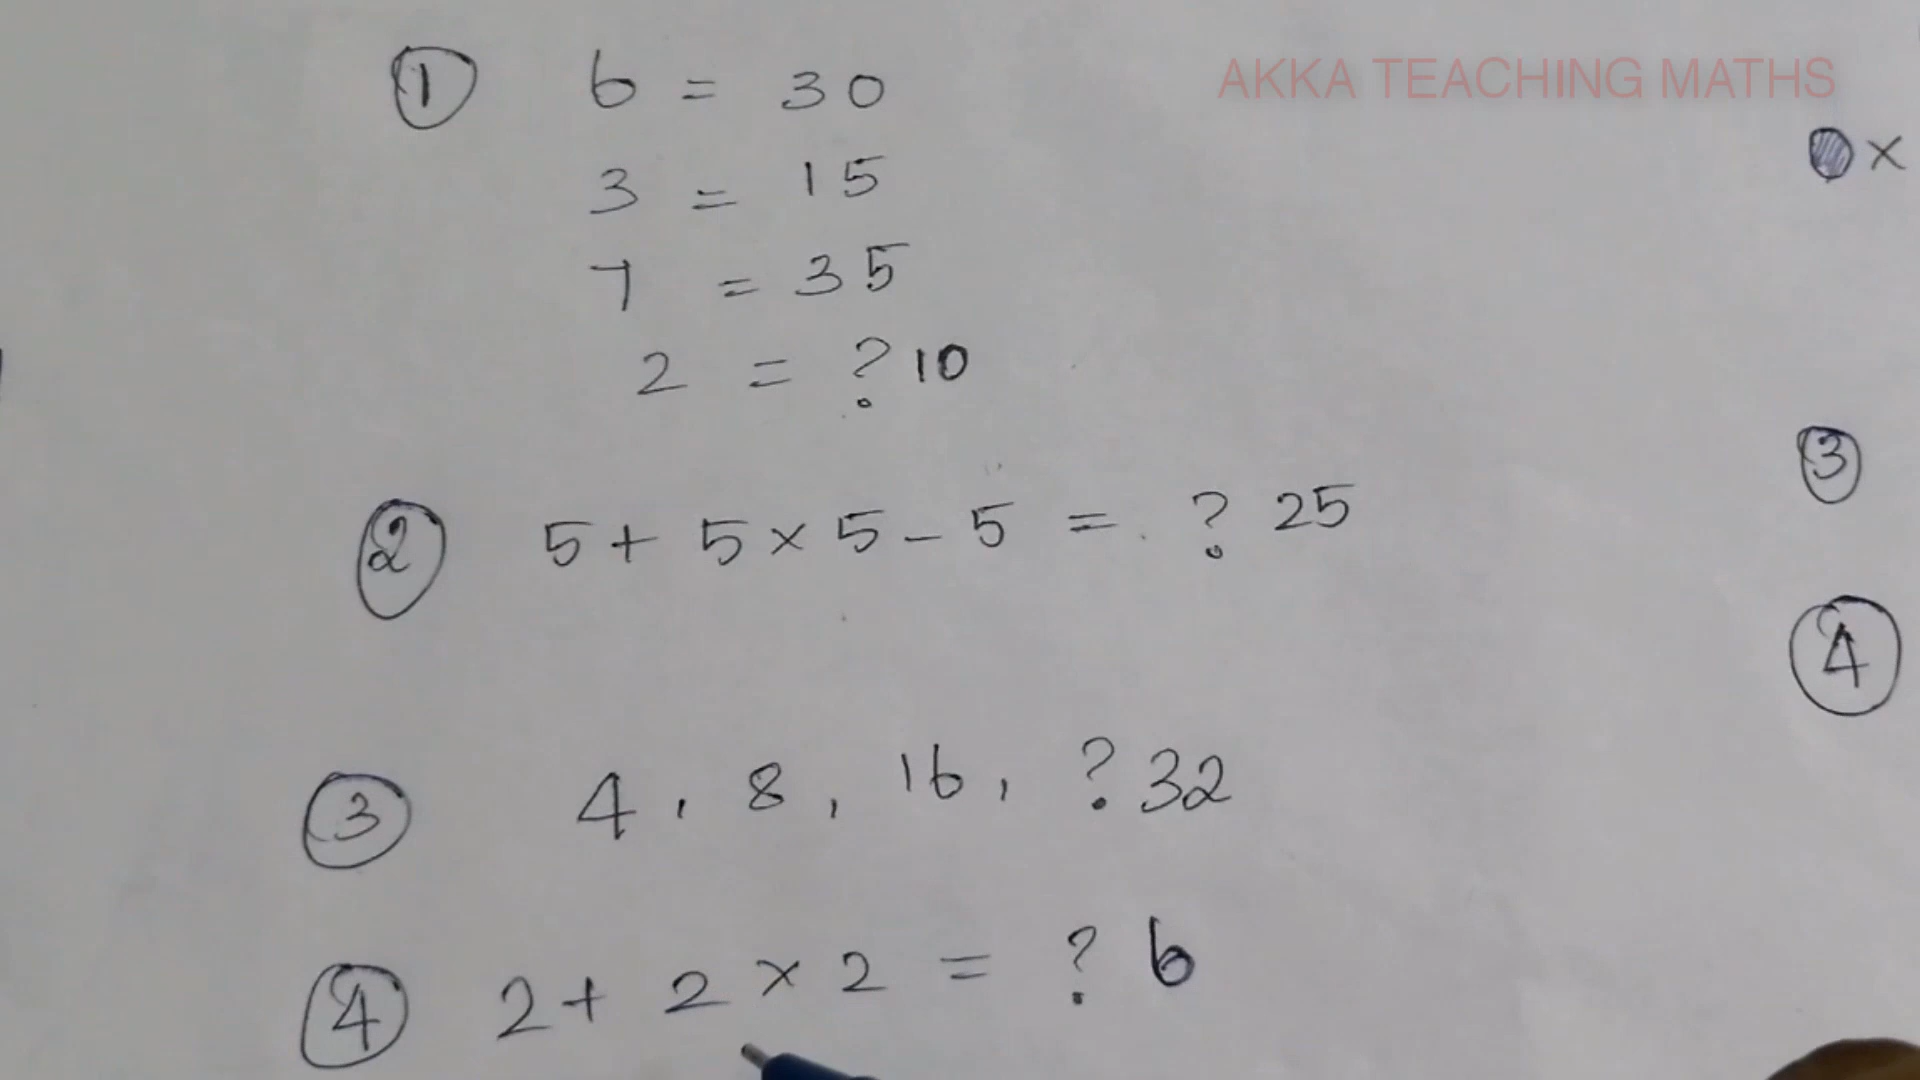 AKKA TEACHING MATHS
① 6 = 30
3 = 15
7 = 35
2 = ? 10
② 5 + 5 × 5 - 5 = ? 25
③ 4, 8, 16, ? 32
④ 2 + 2 × 2 = ? 6
×
③
④